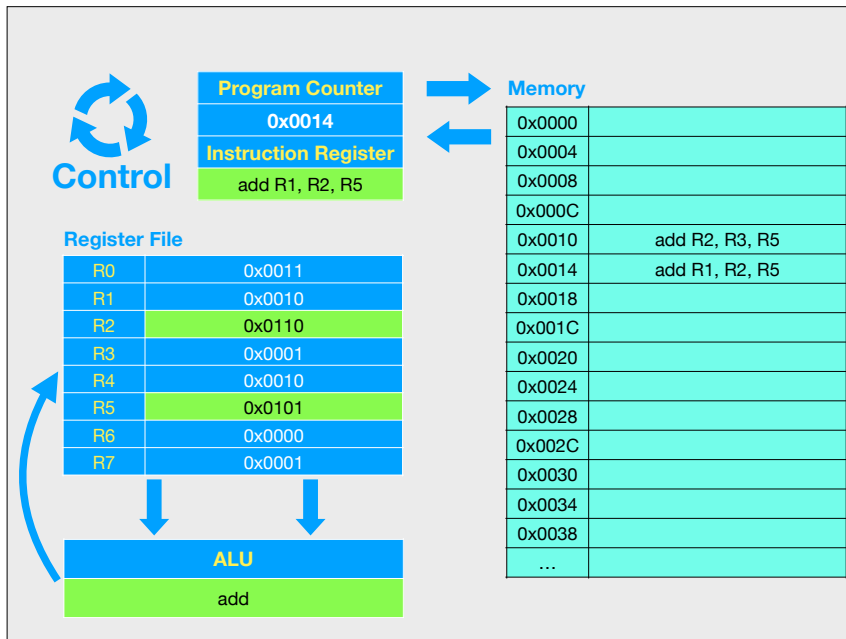 Program Counter
0x0014
Instruction Register
add R1, R2, R5
Control
Register File
R0 0x0011
R1 0x0010
R2 0x0110
R3 0x0001
R4 0x0010
R5 0x0101
R6 0x0000
R7 0x0001
ALU
add
Memory
0x0000
0x0004
0x0008
0x000C
0x0010 add R2, R3, R5
0x0014 add R1, R2, R5
0x0018
0x001C
0x0020
0x0024
0x0028
0x002C
0x0030
0x0034
0x0038
…